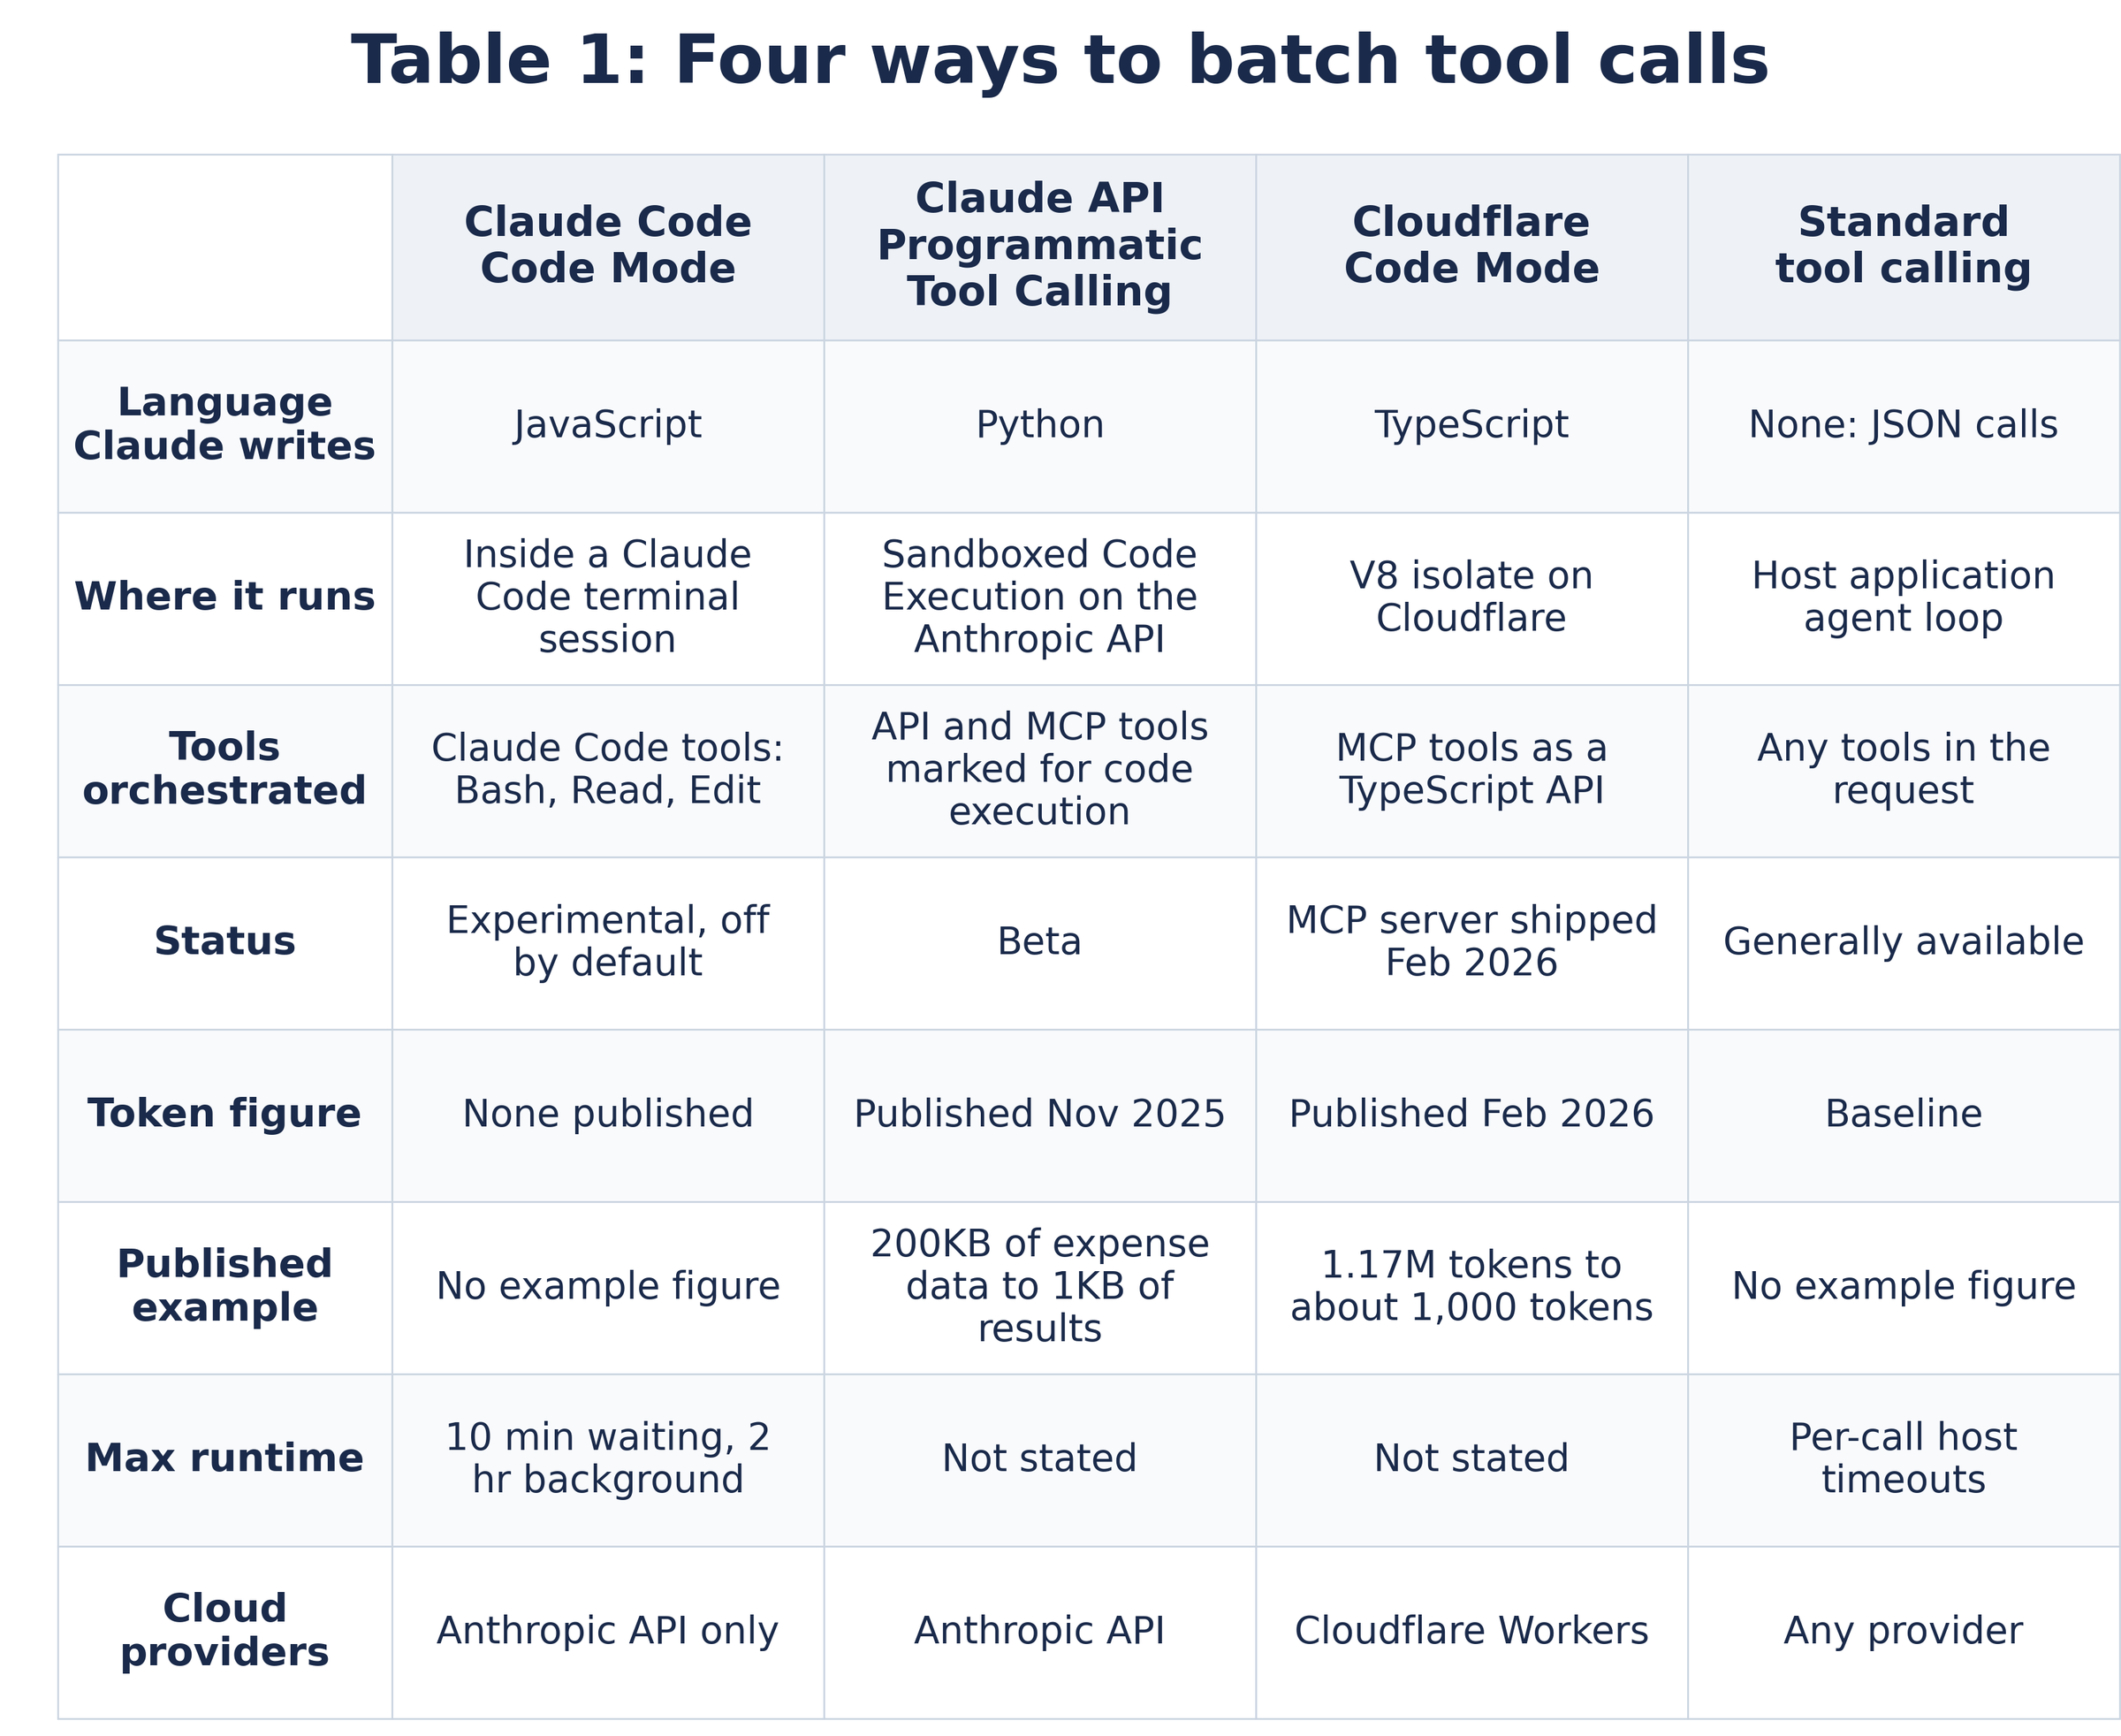 Table 1: Four ways to batch tool calls
Claude Code
Code Mode
Claude API
Programmatic
Tool Calling
Cloudflare
Code Mode
Standard
tool calling
Language
Claude writes
JavaScript
Python
TypeScript
None: JSON calls
Where it runs
Inside a Claude
Code terminal
session
Sandboxed Code
Execution on the
Anthropic API
V8 isolate on
Cloudflare
Host application
agent loop
Tools
orchestrated
Claude Code tools:
Bash, Read, Edit
API and MCP tools
marked for code
execution
MCP tools as a
TypeScript API
Any tools in the
request
Status
Experimental, off
by default
Beta
MCP server shipped
Feb 2026
Generally available
Token figure
None published
Published Nov 2025
Published Feb 2026
Baseline
Published
example
No example figure
200KB of expense
data to 1KB of
results
1.17M tokens to
about 1,000 tokens
No example figure
Max runtime
10 min waiting, 2
hr background
Not stated
Not stated
Per-call host
timeouts
Cloud
providers
Anthropic API only
Anthropic API
Cloudflare Workers
Any provider